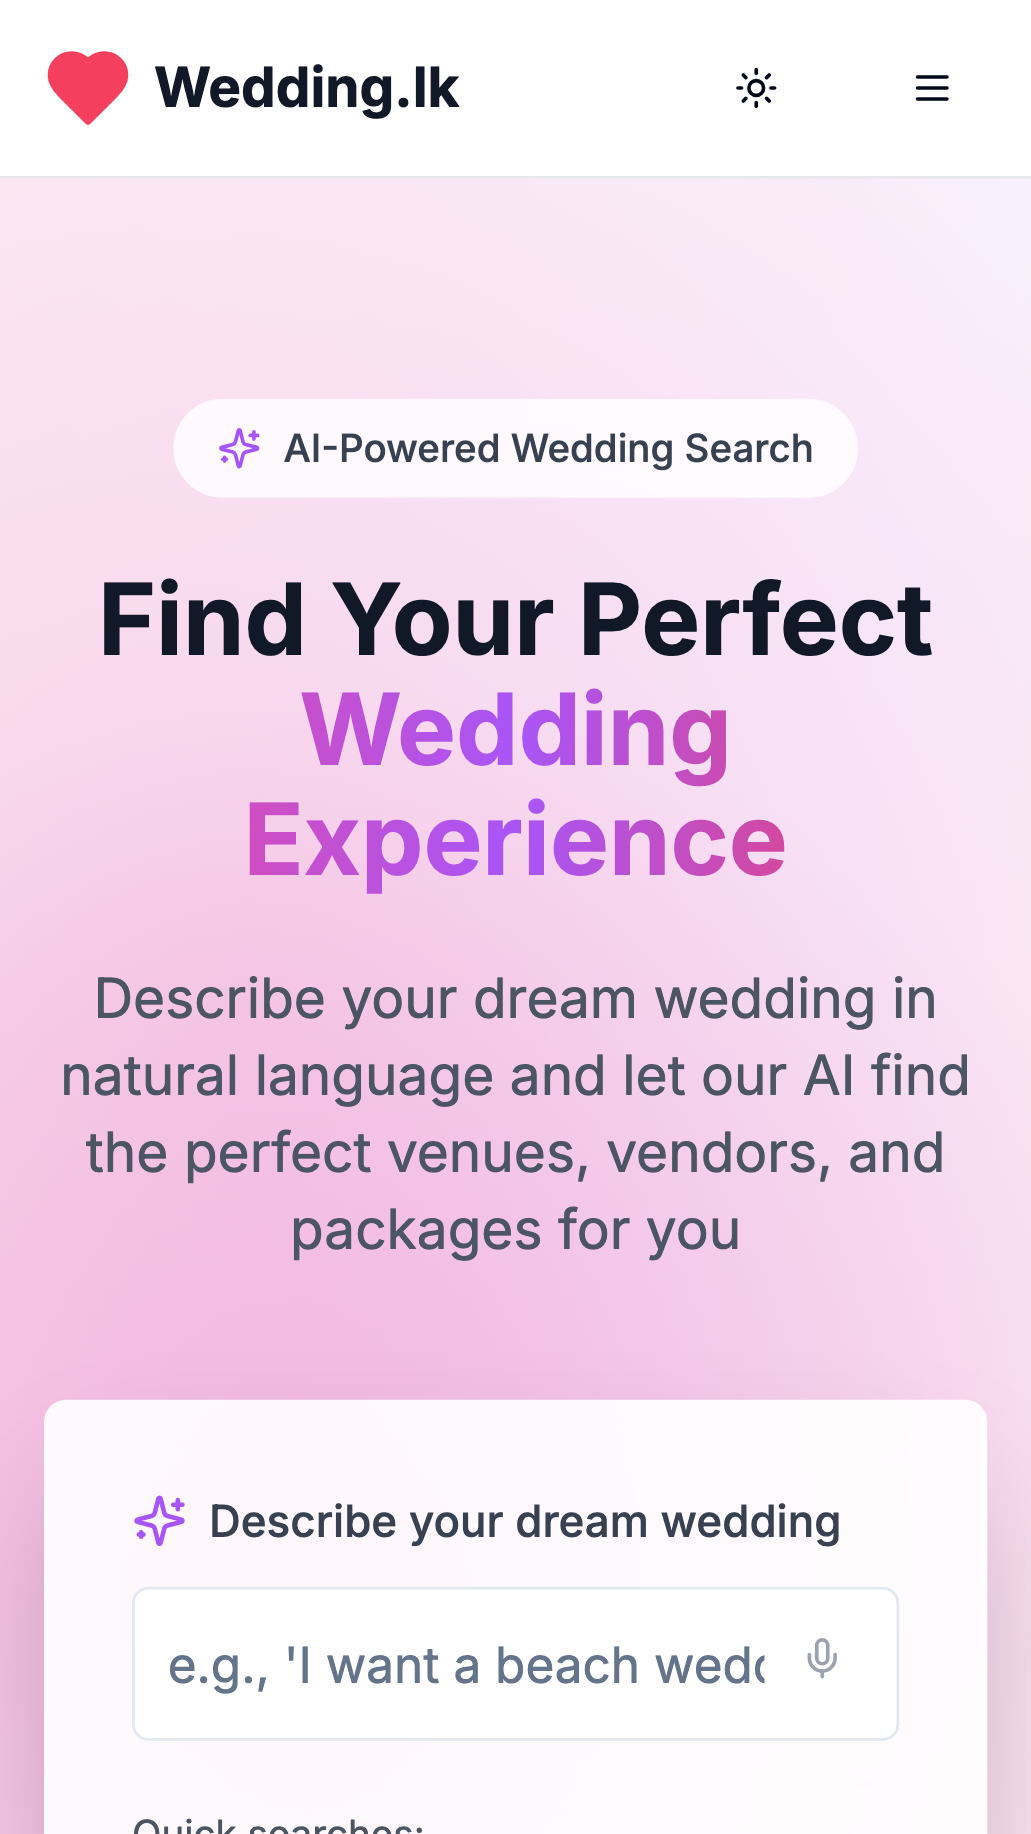 Wedding.lk
AI-Powered Wedding Search
Find Your Perfect
Wedding
Experience
Describe your dream wedding in
natural language and let our AI find
the perfect venues, vendors, and
packages for you
Describe your dream wedding
e.g., 'I want a beach wedd
Quick searches: